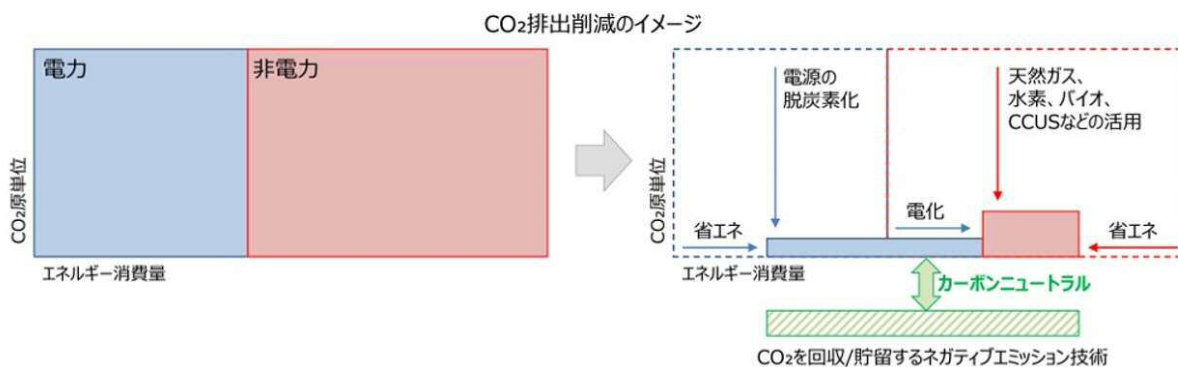 CO₂排出削減のイメージ
電力
非電力
CO₂原単位
エネルギー消費量
電源の
脱炭素化
天然ガス、
水素、バイオ、
CCUSなどの活用
CO₂原単位
省エネ
電化
省エネ
エネルギー消費量
カーボンニュートラル
CO₂を回収/貯留するネガティブエミッション技術